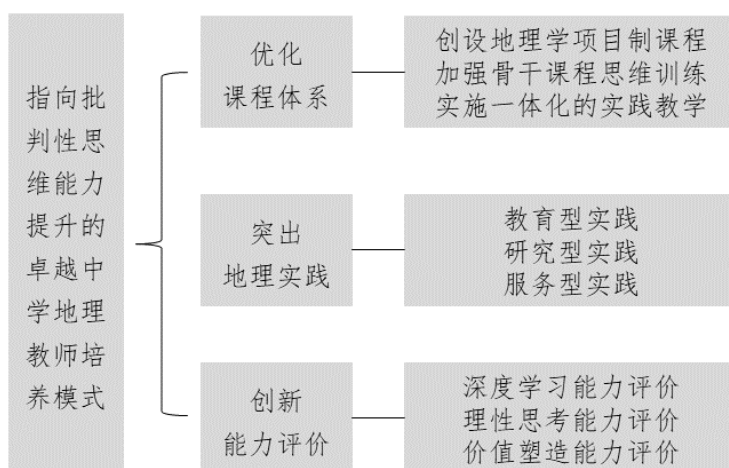 指向批
判性思
维能力
提升的
卓越中
学地理
教师培
养模式
优化
课程体系
创设地理学项目制课程
加强骨干课程思维训练
实施一体化的实践教学
突出
地理实践
教育型实践
研究型实践
服务型实践
创新
能力评价
深度学习能力评价
理性思考能力评价
价值塑造能力评价